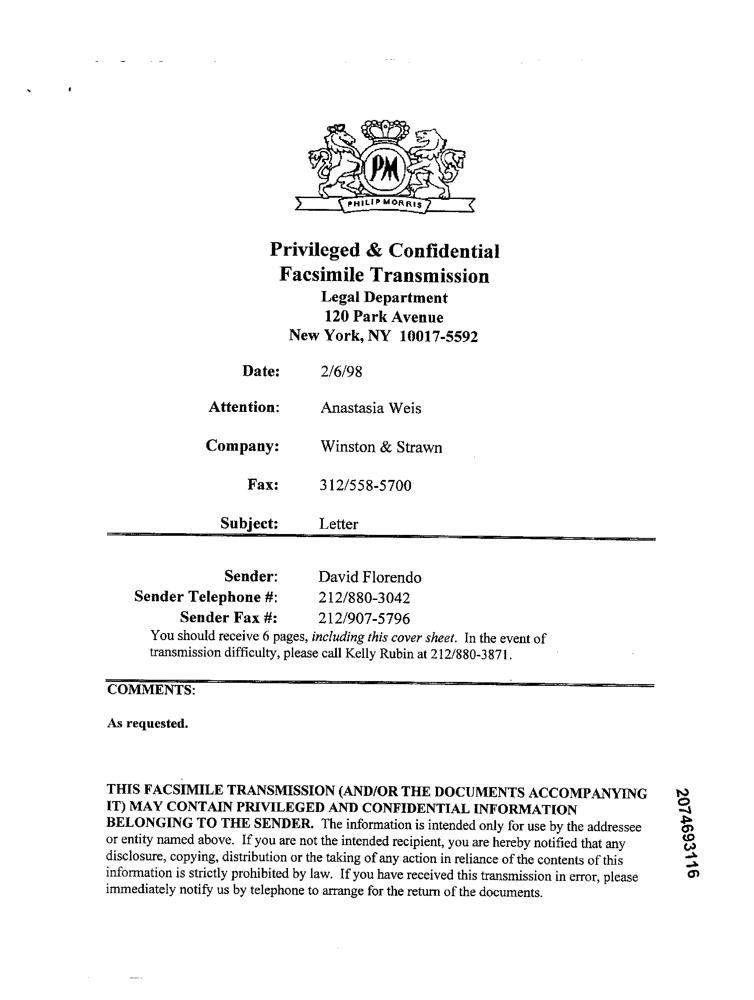 PM
PHILIP MORRIS
Privileged & Confidential
Facsimile Transmission
Legal Department
120 Park Avenue
New York, NY 10017-5592
Date: 2/6/98
Attention: Anastasia Weis
Company: Winston & Strawn
Fax: 312/558-5700
Subject: Letter
Sender: David Florendo
Sender Telephone #: 212/880-3042
Sender Fax #: 212/907-5796
You should receive 6 pages, including this cover sheet. In the event of
transmission difficulty, please call Kelly Rubin at 212/880-3871.
COMMENTS:
As requested.
THIS FACSIMILE TRANSMISSION (AND/OR THE DOCUMENTS ACCOMPANYING
IT) MAY CONTAIN PRIVILEGED AND CONFIDENTIAL INFORMATION
BELONGING TO THE SENDER. The information is intended only for use by the addressee
or entity named above. If you are not the intended recipient, you are hereby notified that any
disclosure, copying, distribution or the taking of any action in reliance of the contents of this
information is strictly prohibited by law. If you have received this transmission in error, please
immediately notify us by telephone to arrange for the return of the documents.
2074693116